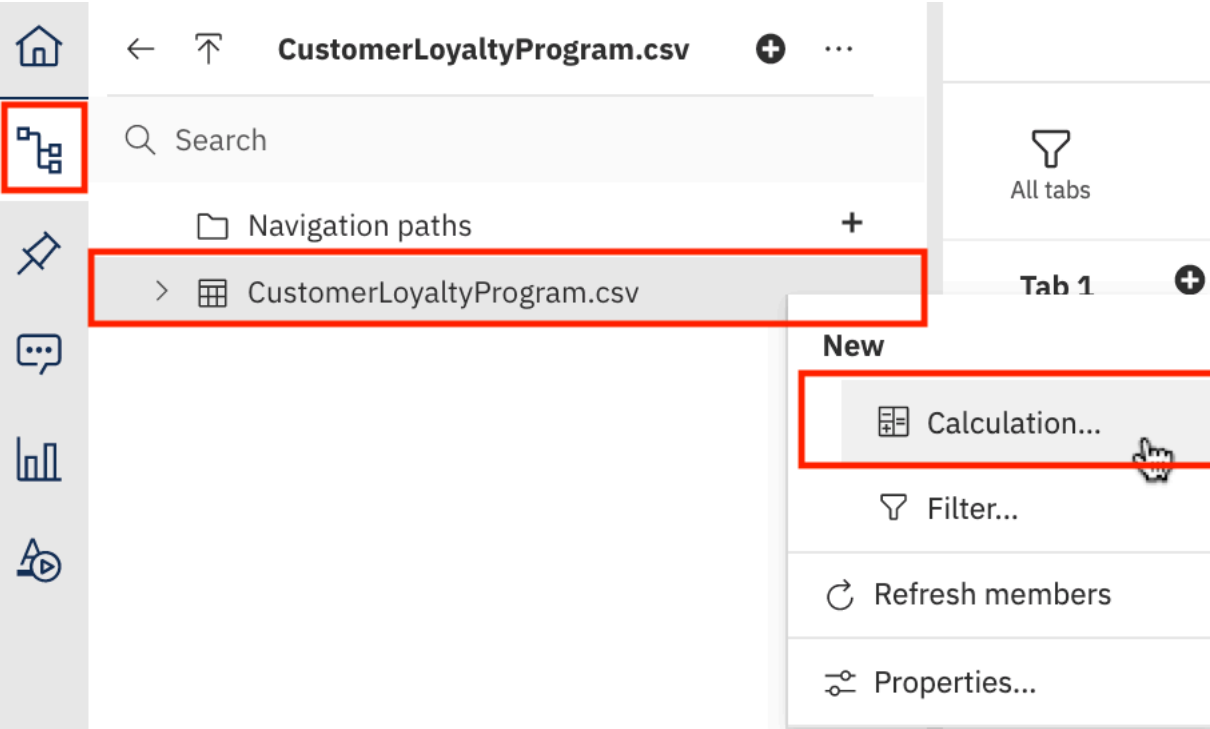 CustomerLoyaltyProgram.csv
Search
All tabs
Navigation paths
CustomerLoyaltyProgram.csv
Tab 1
New
Calculation...
Filter...
Refresh members
Properties...